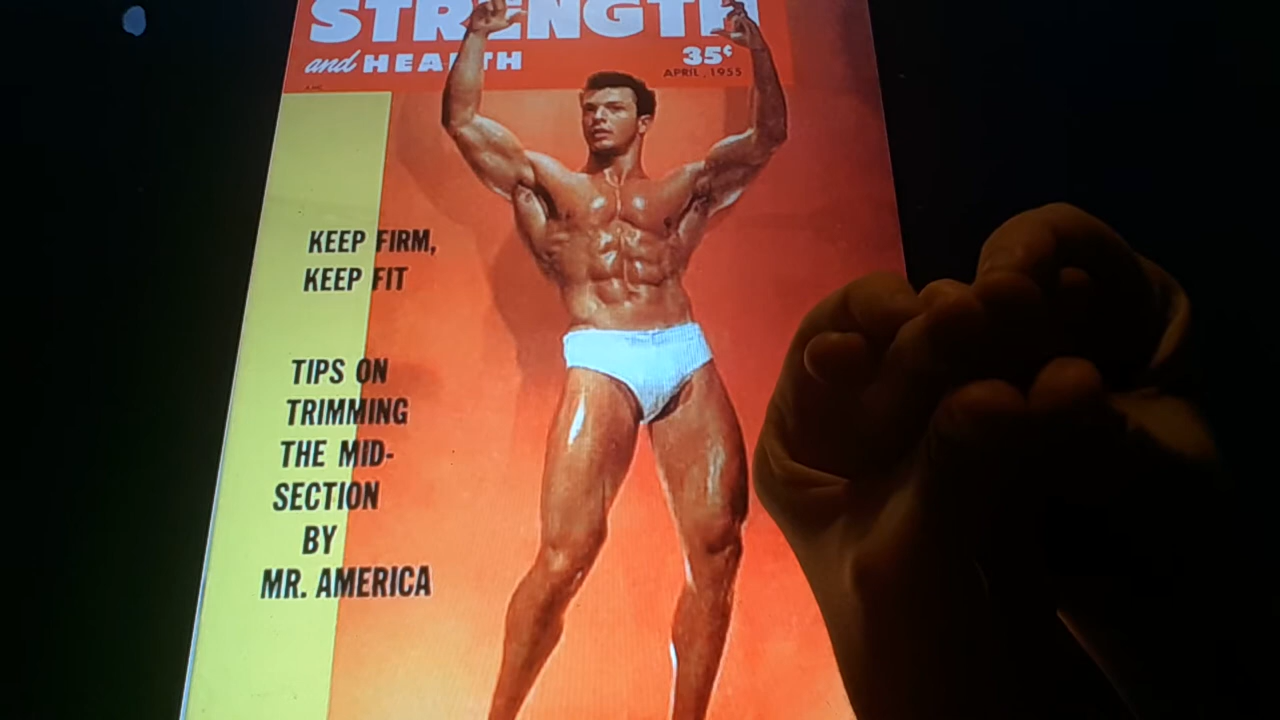 STRENGTH
and HEALTH
35¢
APRIL, 1955
KEEP FIRM,
KEEP FIT
TIPS ON
TRIMMING
THE MID-
SECTION
BY
MR. AMERICA